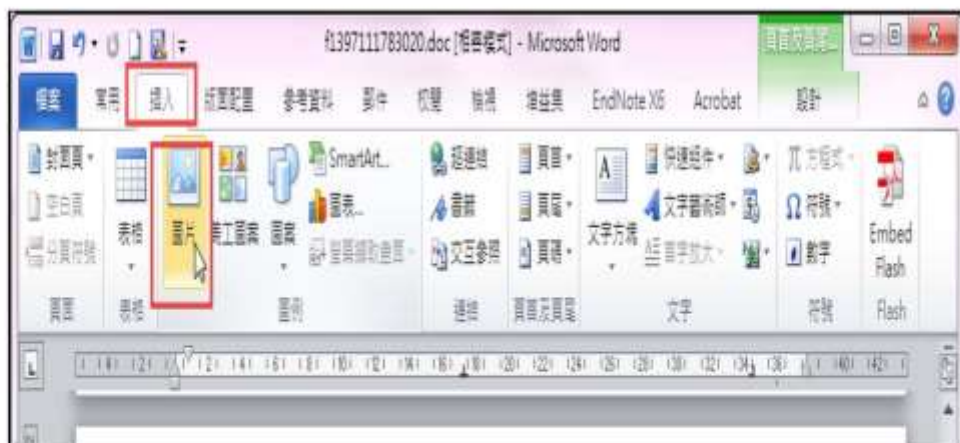 f1397111783020.doc [相容模式] - Microsoft Word
頁首及頁尾...
檔案 常用 插入 版面配置 參考資料 郵件 校閱 檢視 增益集 EndNote X6 Acrobat 設計
封面頁
空白頁
分頁符號
頁面
表格
表格
圖片
美工圖案
圖案
SmartArt...
圖表...
螢幕擷取畫面
圖例
超連結
書籤
交互參照
連結
頁首
頁尾
頁碼
頁首及頁尾
A
文字方塊
快速組件
文字藝術師
首字放大
文字
π 方程式
Ω 符號
# 數字
符號
Embed
Flash
Flash
L